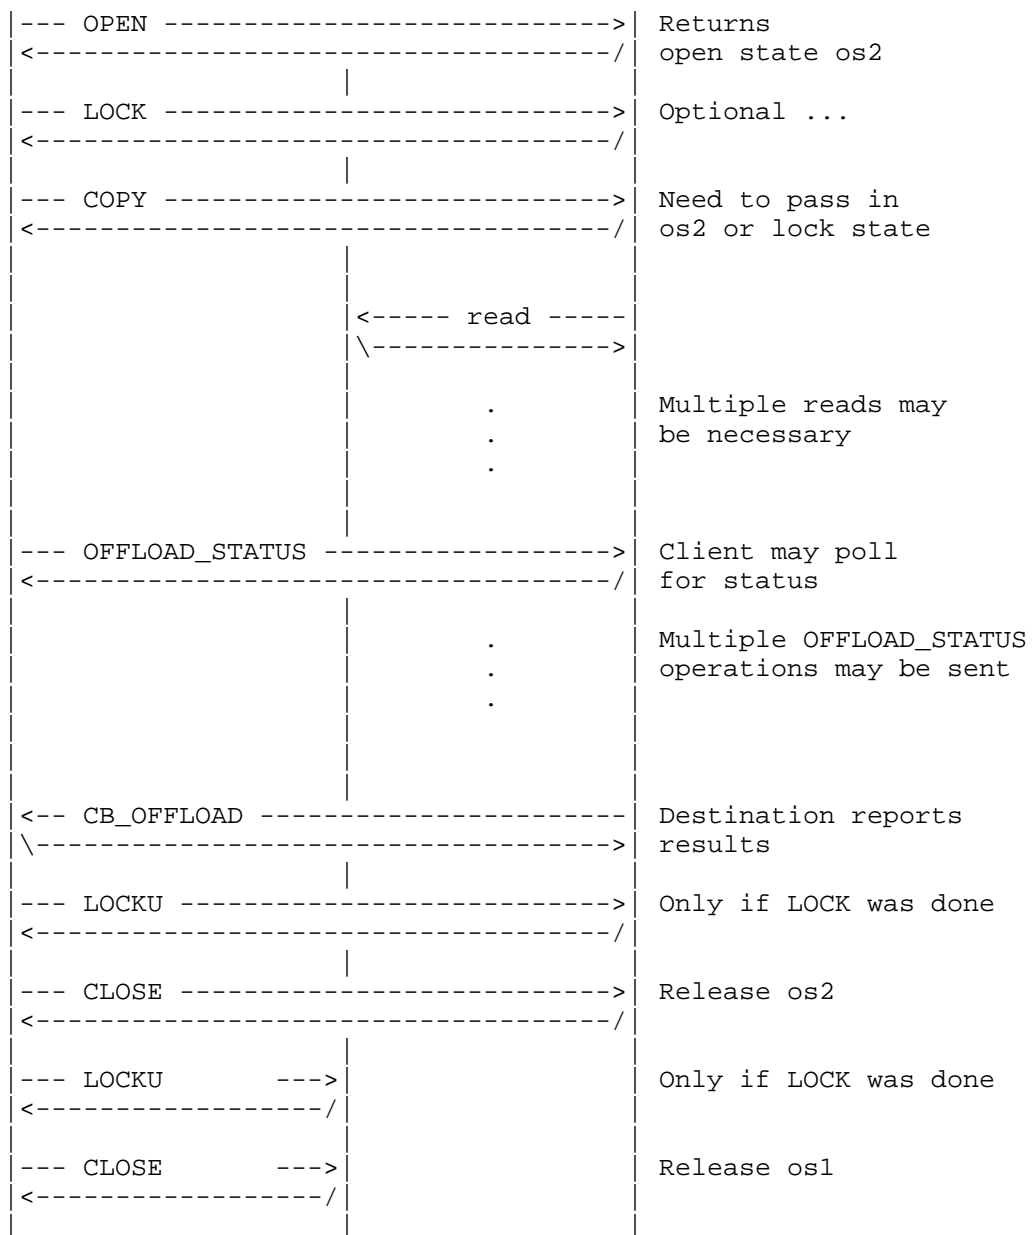 |--- OPEN ---------------------------->| Returns
|<------------------------------------/| open state os2
|                    |                 |
|--- LOCK ---------------------------->| Optional ...
|<------------------------------------/|
|                    |                 |
|--- COPY ---------------------------->| Need to pass in
|<------------------------------------/| os2 or lock state
|                    |                 |
|                    |                 |
|                    |<----- read -----|
|                    |\--------------->|
|                    |                 |
|                    |        .        | Multiple reads may
|                    |        .        | be necessary
|                    |        .        |
|                    |                 |
|                    |                 |
|--- OFFLOAD_STATUS ------------------>| Client may poll
|<------------------------------------/| for status
|                    |                 |
|                    |        .        | Multiple OFFLOAD_STATUS
|                    |        .        | operations may be sent
|                    |        .        |
|                    |                 |
|                    |                 |
|                    |                 |
|<-- CB_OFFLOAD -----------------------| Destination reports
|\------------------------------------>| results
|                    |                 |
|--- LOCKU --------------------------->| Only if LOCK was done
|<------------------------------------/|
|                    |                 |
|--- CLOSE --------------------------->| Release os2
|<------------------------------------/|
|                    |                 |
|--- LOCKU       --->|                 | Only if LOCK was done
|<------------------/|                 |
|                    |                 |
|--- CLOSE       --->|                 | Release os1
|<------------------/|                 |
|                    |                 |